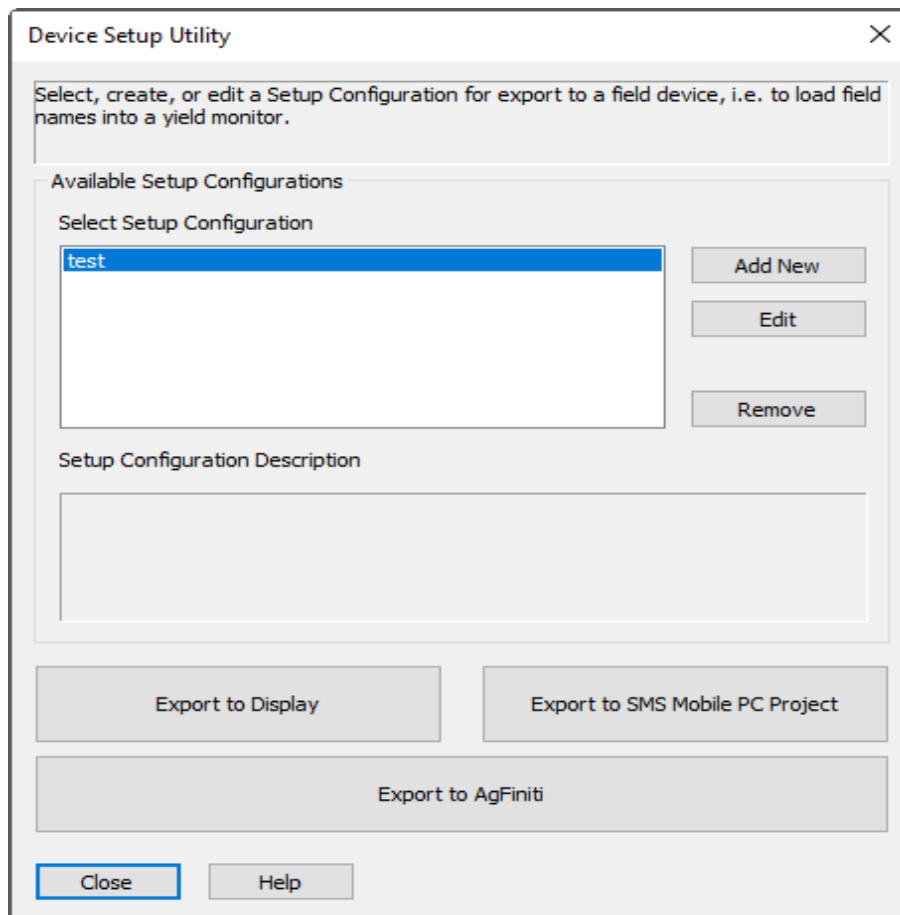 Device Setup Utility
Select, create, or edit a Setup Configuration for export to a field device, i.e. to load field
names into a yield monitor.
Available Setup Configurations
Select Setup Configuration
test
Add New
Edit
Remove
Setup Configuration Description
Export to Display
Export to SMS Mobile PC Project
Export to AgFiniti
Close
Help